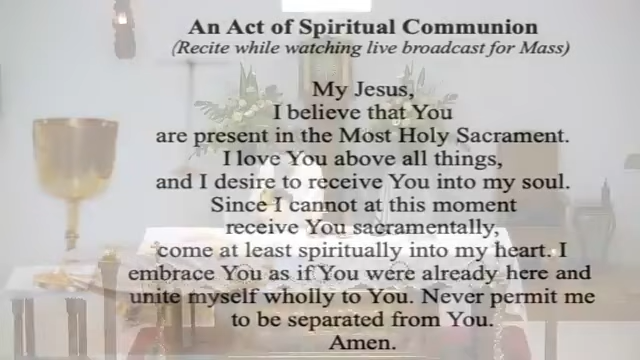 An Act of Spiritual Communion
(Recite while watching live broadcast for Mass)
My Jesus,
I believe that You
are present in the Most Holy Sacrament.
I love You above all things,
and I desire to receive You into my soul.
Since I cannot at this moment
receive You sacramentally,
come at least spiritually into my heart. I
embrace You as if You were already here and
unite myself wholly to You. Never permit me
to be separated from You.
Amen.